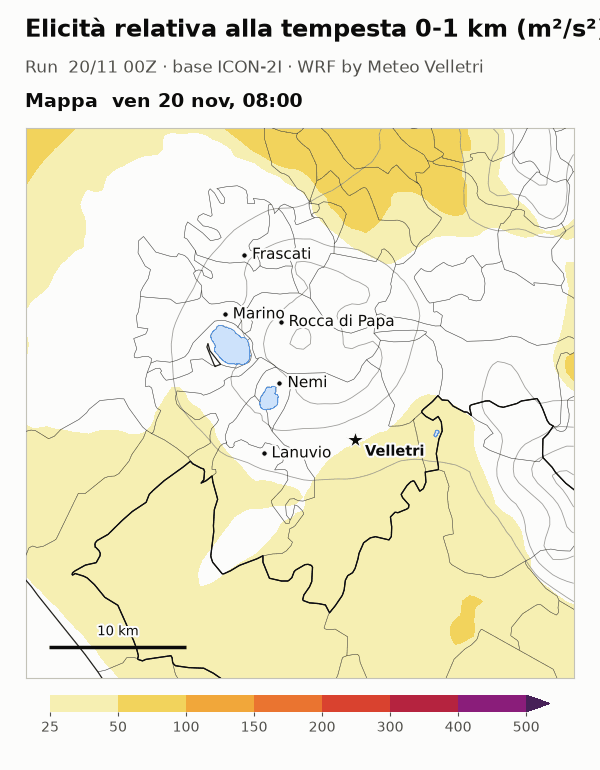 Elicità relativa alla tempesta 0-1 km (m²/s²)
Run 20/11 00Z · base ICON-2I · WRF by Meteo Velletri
Mappa ven 20 nov, 08:00
Frascati
Marino
Rocca di Papa
Nemi
Velletri
Lanuvio
10 km
25 50 100 150 200 300 400 500